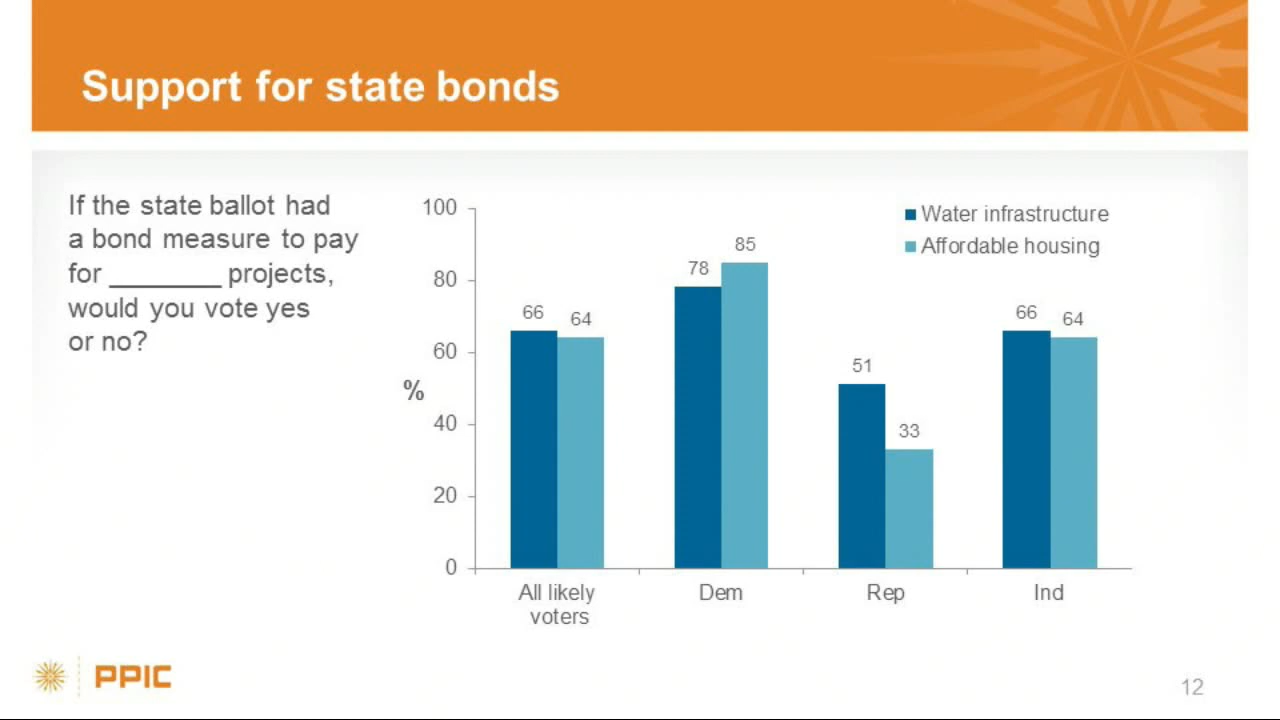 Support for state bonds
If the state ballot had
a bond measure to pay
for _______ projects,
would you vote yes
or no?
%
100
80
60
40
20
0
Water infrastructure
Affordable housing
66
64
78
85
51
33
66
64
All likely
voters
Dem
Rep
Ind
PPIC
12